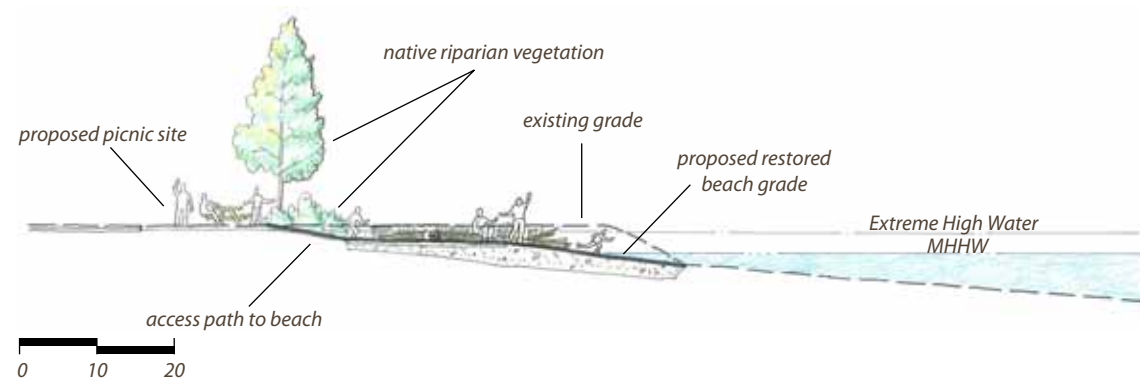 native riparian vegetation
existing grade
proposed picnic site
proposed restored
beach grade
Extreme High Water
MHHW
access path to beach
0 10 20